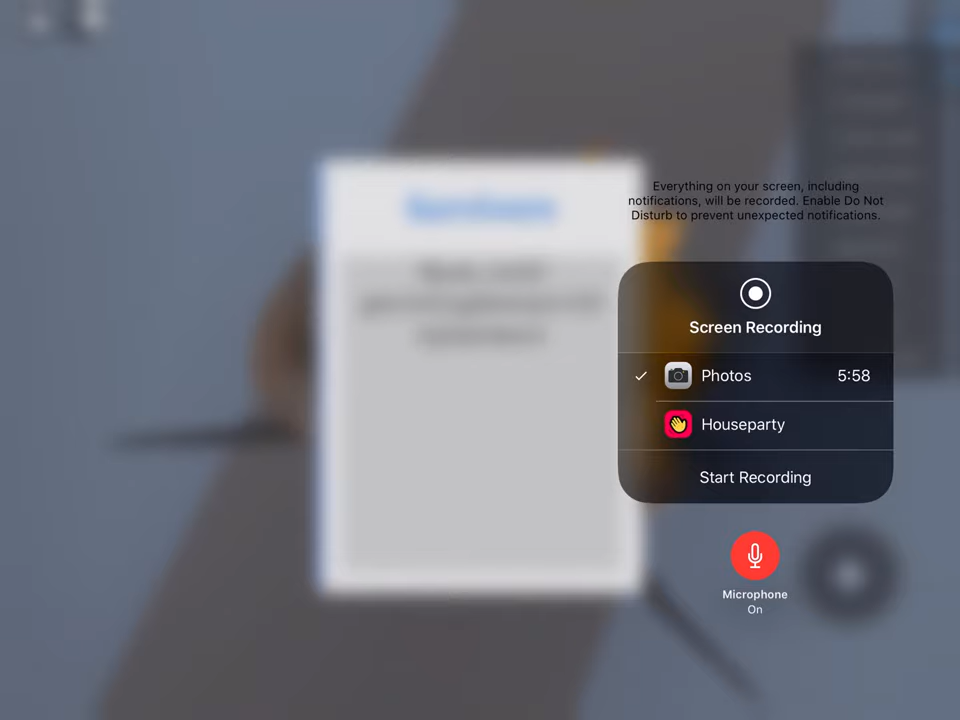 Everything on your screen, including
notifications, will be recorded. Enable Do Not
Disturb to prevent unexpected notifications.
Screen Recording
Photos 5:58
Houseparty
Start Recording
Microphone
On